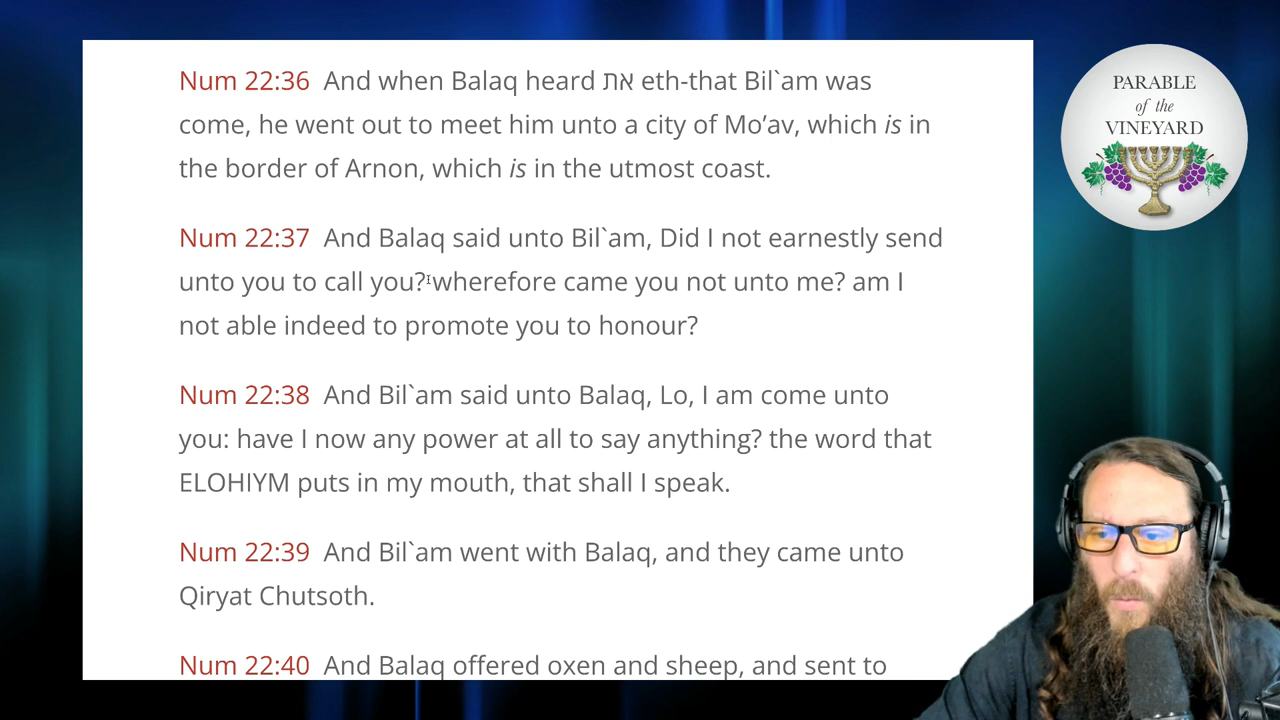 Num 22:36 And when Balaq heard את eth-that Bil`am was
come, he went out to meet him unto a city of Mo’av, which is in
the border of Arnon, which is in the utmost coast.
Num 22:37 And Balaq said unto Bil`am, Did I not earnestly send
unto you to call you? wherefore came you not unto me? am I
not able indeed to promote you to honour?
Num 22:38 And Bil`am said unto Balaq, Lo, I am come unto
you: have I now any power at all to say anything? the word that
ELOHIYM puts in my mouth, that shall I speak.
Num 22:39 And Bil`am went with Balaq, and they came unto
Qiryat Chutsoth.
Num 22:40 And Balaq offered oxen and sheep, and sent to
PARABLE
of the
VINEYARD